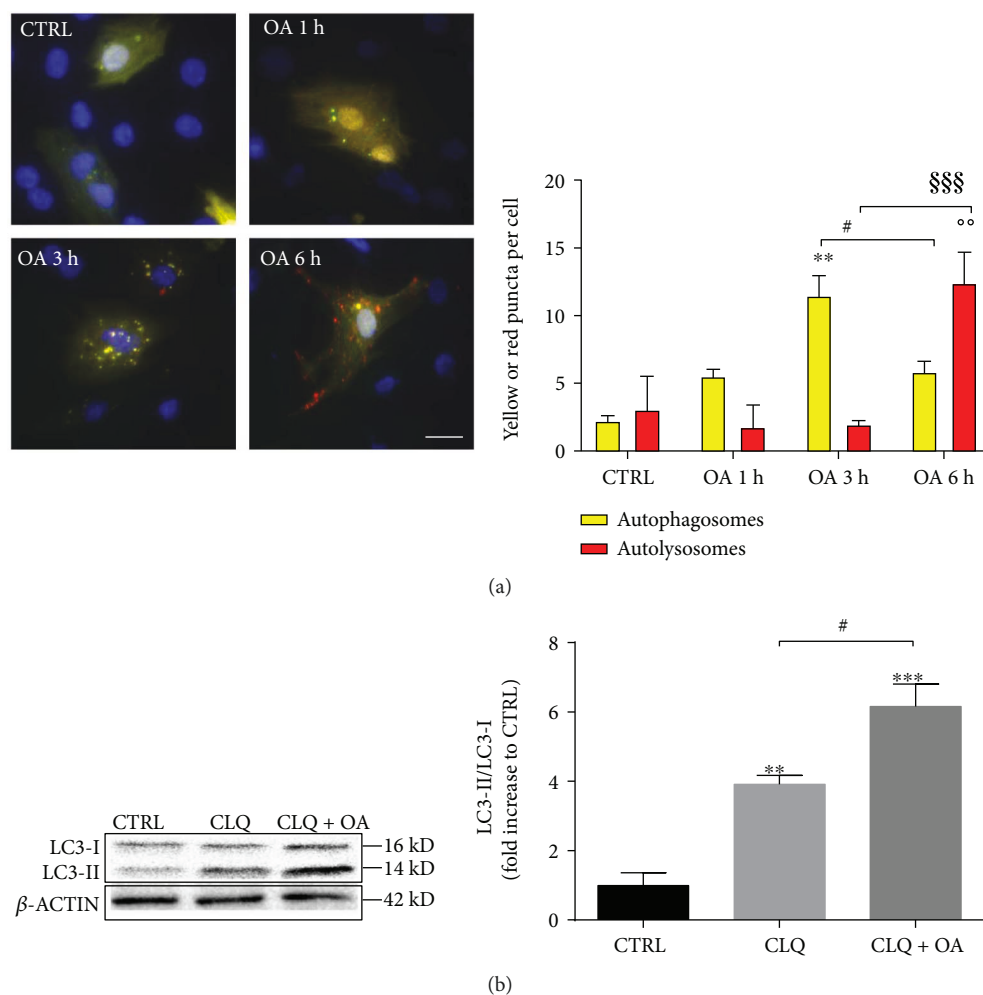 CTRL
OA 1 h
OA 3 h
OA 6 h
Yellow or red puncta per cell
20
15
10
5
0
§§§
#
°°
**
CTRL
OA 1 h
OA 3 h
OA 6 h
Autophagosomes
Autolysosomes
(a)
CTRL
CLQ
CLQ + OA
LC3-I
16 kD
LC3-II
14 kD
β-ACTIN
42 kD
LC3-II/LC3-I
(fold increase to CTRL)
8
6
4
2
0
#
***
**
CTRL
CLQ
CLQ + OA
(b)